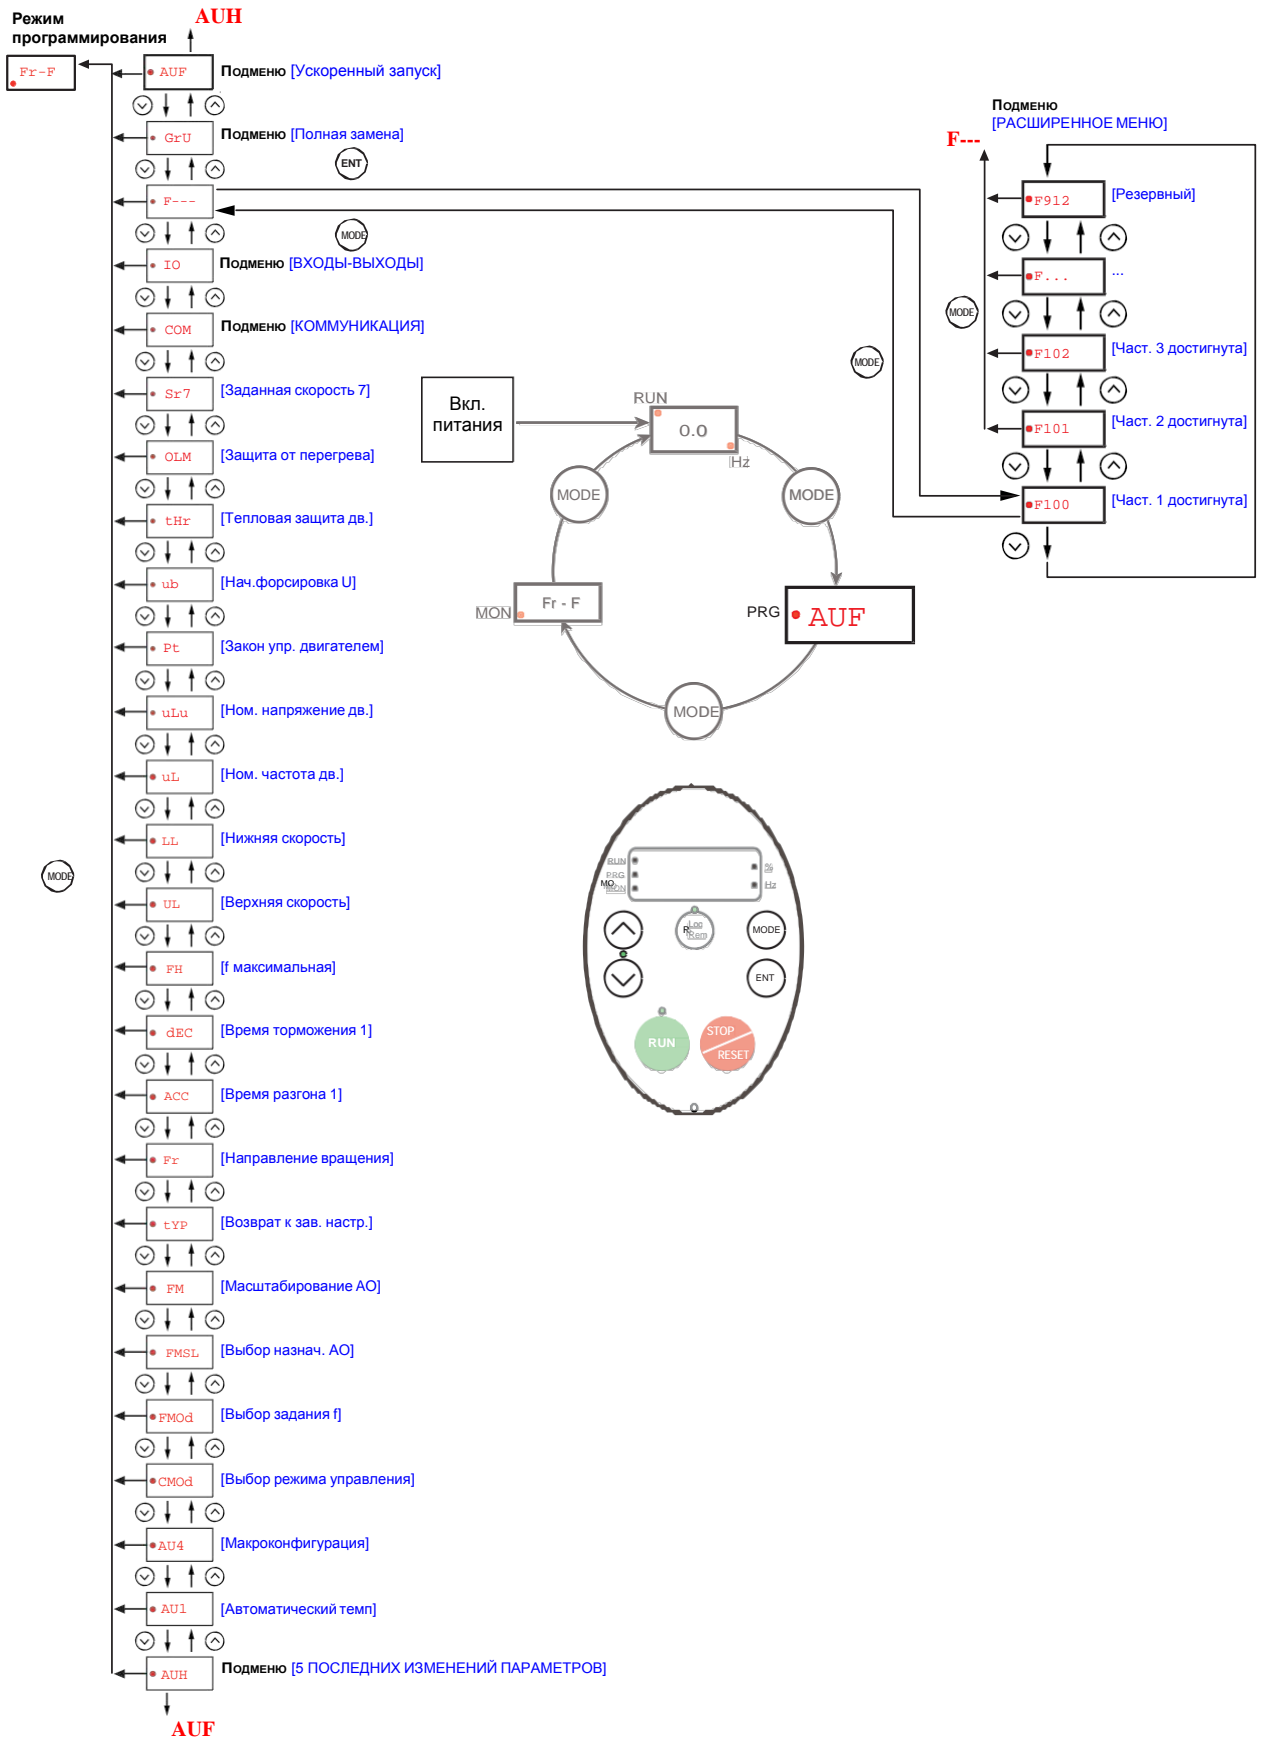 Режим
программирования
AUH
Fr-F
AUF Подменю [Ускоренный запуск]
GrU Подменю [Полная замена]
ENT
F---
MODE
IO Подменю [ВХОДЫ-ВЫХОДЫ]
COM Подменю [КОММУНИКАЦИЯ]
Sr7 [Заданная скорость 7]
OLM [Защита от перегрева]
tHr [Тепловая защита дв.]
ub [Нач.форсировка U]
Pt [Закон упр. двигателем]
uLu [Ном. напряжение дв.]
uL [Ном. частота дв.]
LL [Нижняя скорость]
MODE
UL [Верхняя скорость]
FH [f максимальная]
dEC [Время торможения 1]
ACC [Время разгона 1]
Fr [Направление вращения]
tYP [Возврат к зав. настр.]
FM [Масштабирование АО]
FMSL [Выбор назнач. АО]
FMOd [Выбор задания f]
CMOd [Выбор режима управления]
AU4 [Макроконфигурация]
AU1 [Автоматический темп]
AUH Подменю [5 ПОСЛЕДНИХ ИЗМЕНЕНИЙ ПАРАМЕТРОВ]
AUF
Подменю
[РАСШИРЕННОЕ МЕНЮ]
F---
F912 [Резервный]
F... ...
MODE
F102 [Част. 3 достигнута]
F101 [Част. 2 достигнута]
F100 [Част. 1 достигнута]
MODE
Вкл.
питания
RUN
0.0
Hz
MODE
MODE
MON
Fr - F
PRG
AUF
MODE
RUN
PRG
MO
MON
%
Hz
R
Loc
Rem
MODE
ENT
RUN
STOP
RESET